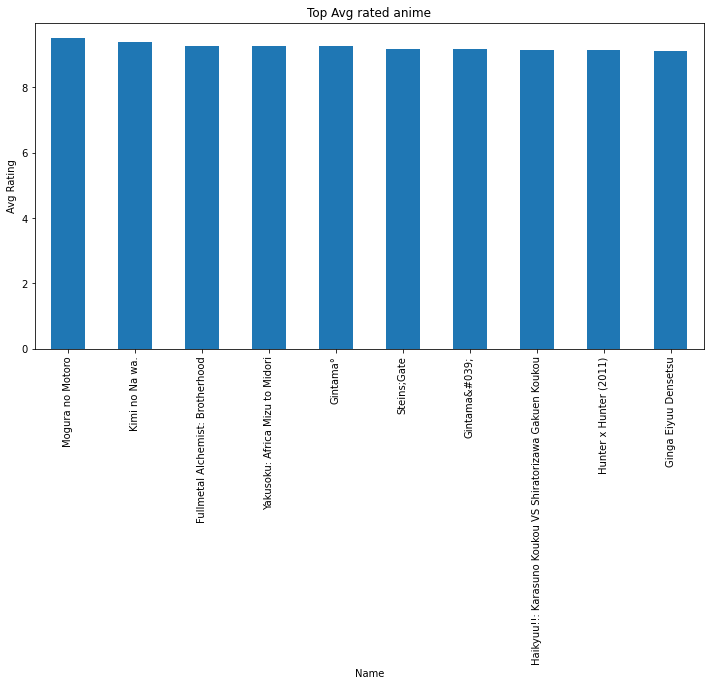 Top Avg rated anime
Avg Rating
8
6
4
2
0
Mogura no Motoro
Kimi no Na wa.
Fullmetal Alchemist: Brotherhood
Yakusoku: Africa Mizu to Midori
Gintama°
Steins;Gate
Gintama&#039;
Haikyuu!!: Karasuno Koukou VS Shiratorizawa Gakuen Koukou
Hunter x Hunter (2011)
Ginga Eiyuu Densetsu
Name